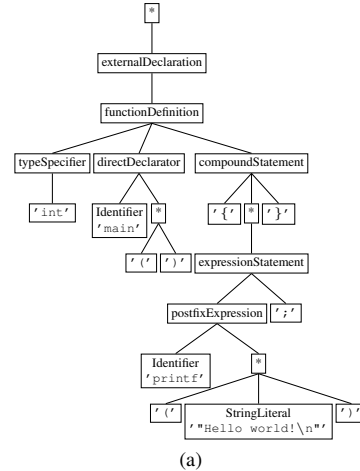 *
externalDeclaration
functionDefinition
typeSpecifier directDeclarator compoundStatement
'int' Identifier * '{' * '}'
'main'
'(' ')' expressionStatement
postfixExpression ';'
Identifier *
'printf'
'(' StringLiteral ')'
'"Hello world!\n"'
(a)